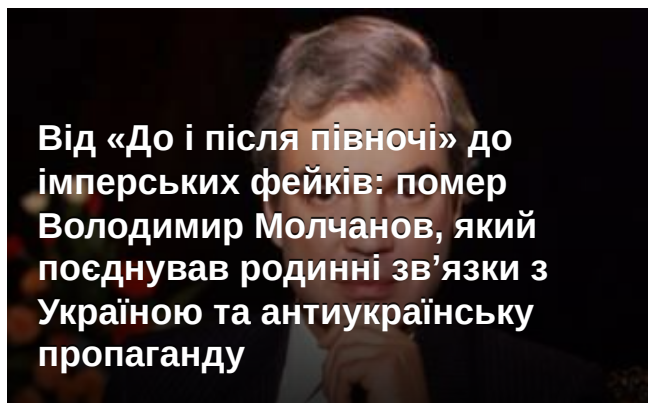 Від «До і після півночі» до
імперських фейків: помер
Володимир Молчанов, який
поєднував родинні зв’язки з
Україною та антиукраїнську
пропаганду